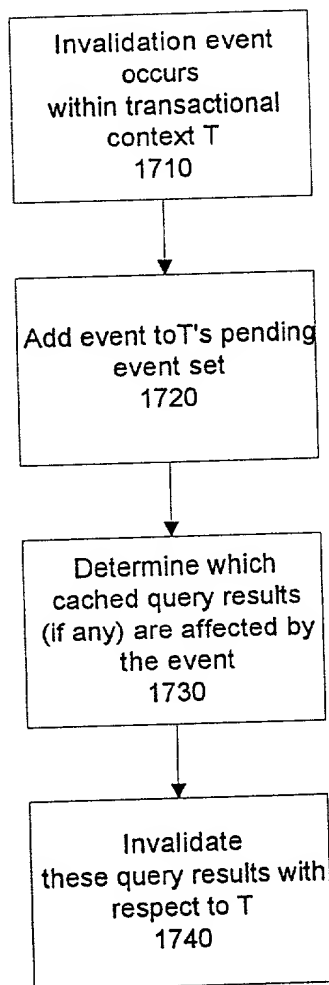 Invalidation event
occurs
within transactional
context T
1710
Add event toT's pending
event set
1720
Determine which
cached query results
(if any) are affected by
the event
1730
Invalidate
these query results with
respect to T
1740